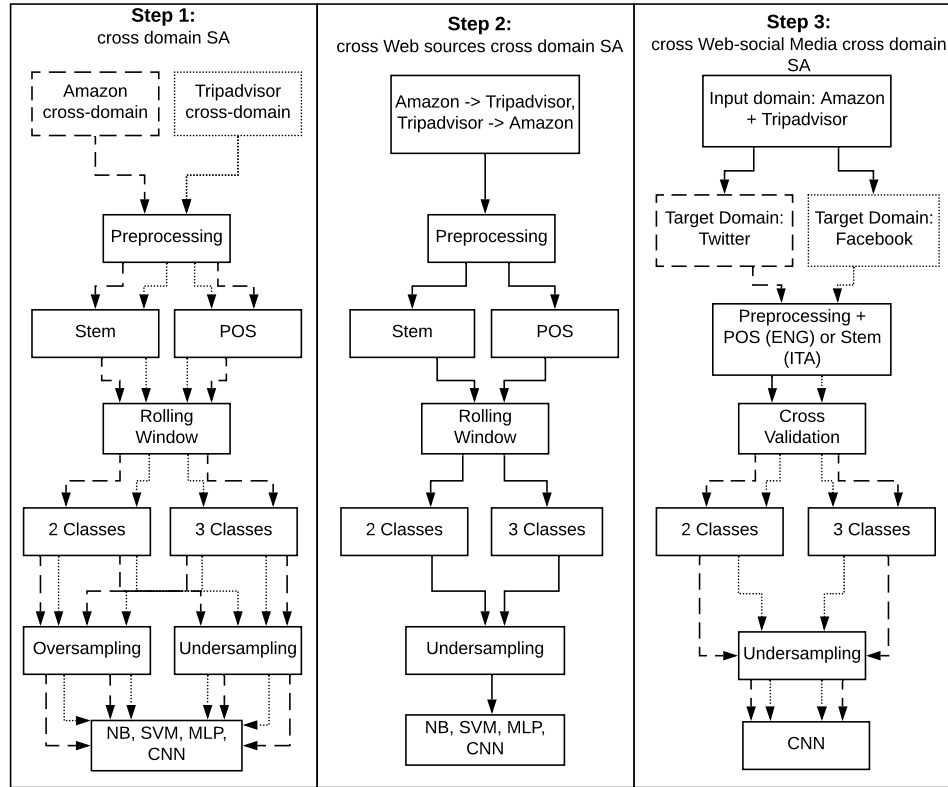 Step 1:
cross domain SA
Amazon
cross-domain
Tripadvisor
cross-domain
Preprocessing
Stem
POS
Rolling
Window
2 Classes
3 Classes
Oversampling
Undersampling
NB, SVM, MLP,
CNN
Step 2:
cross Web sources cross domain SA
Amazon -> Tripadvisor,
Tripadvisor -> Amazon
Preprocessing
Stem
POS
Rolling
Window
2 Classes
3 Classes
Undersampling
NB, SVM, MLP,
CNN
Step 3:
cross Web-social Media cross domain
SA
Input domain: Amazon
+ Tripadvisor
Target Domain:
Twitter
Target Domain:
Facebook
Preprocessing +
POS (ENG) or Stem
(ITA)
Cross
Validation
2 Classes
3 Classes
Undersampling
CNN